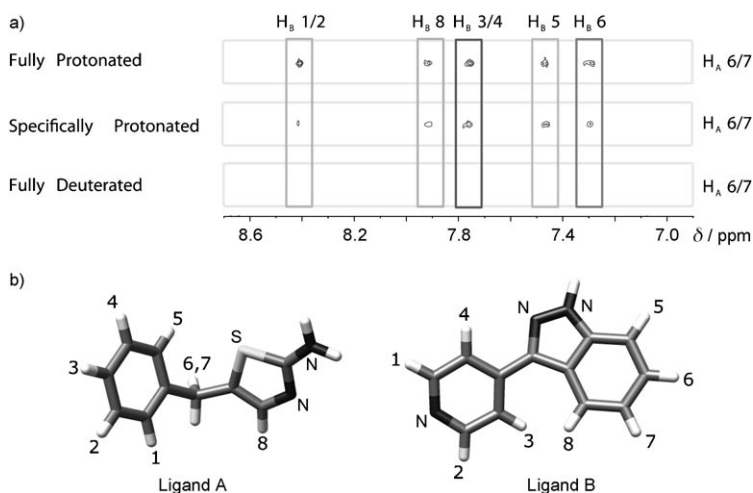 a)
H_B 1/2 H_B 8 H_B 3/4 H_B 5 H_B 6
Fully Protonated H_A 6/7
Specifically Protonated H_A 6/7
Fully Deuterated H_A 6/7
8.6 8.2 7.8 7.4 7.0 δ / ppm
b)
4 5 S N
3 6,7 N
2 1 8
Ligand A
4 N N 5
1 6
N 3 8 7
2
Ligand B